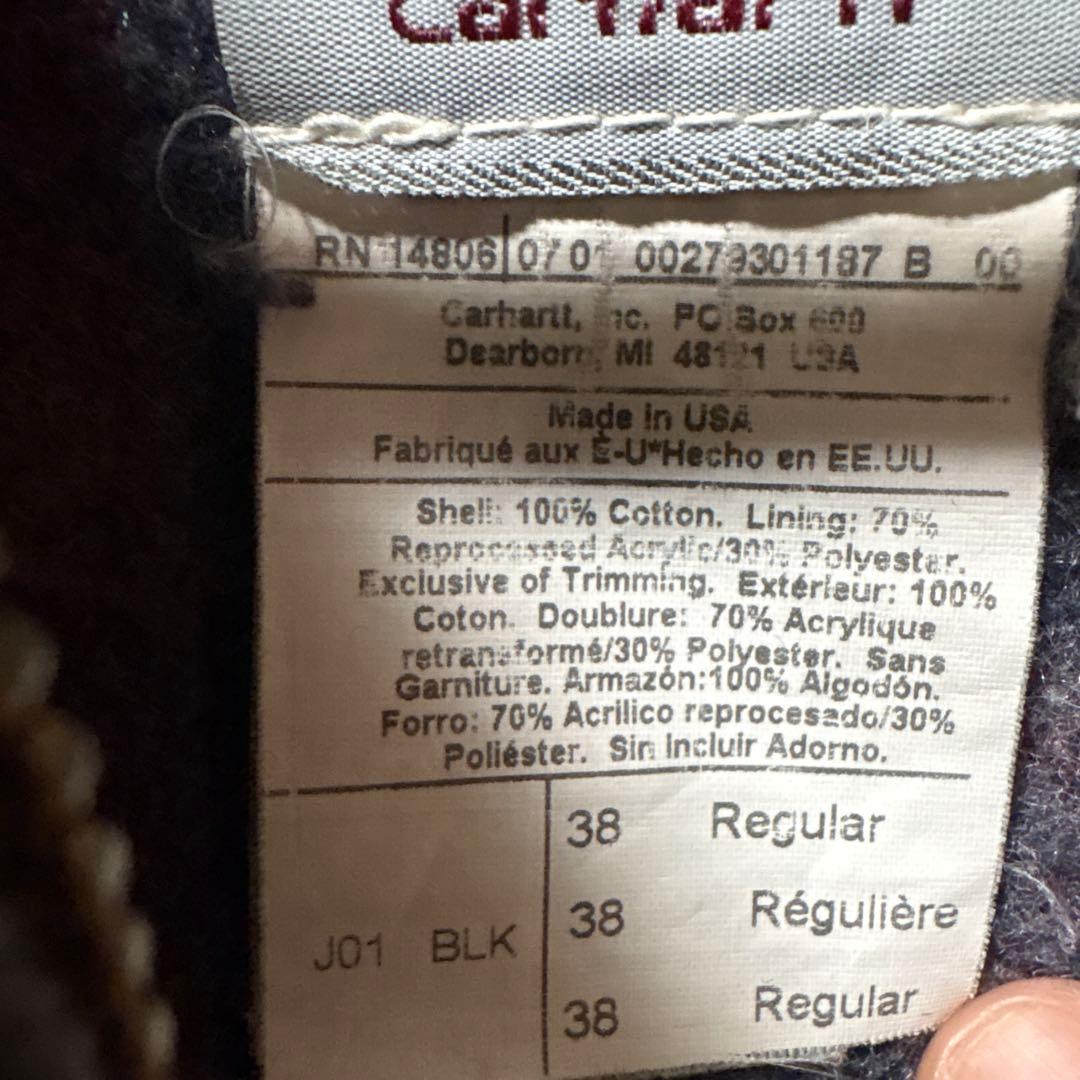 carhartt
RN 14806 07 01 00279301187 B 00
Carhartt, Inc. PO Box 600
Dearborn, MI 48121 USA
Made In USA
Fabriqué aux É-U*Hecho en EE.UU.
Shell: 100% Cotton. Lining: 70%
Reprocessed Acrylic/30% Polyester.
Exclusive of Trimming. Extérieur: 100%
Coton. Doublure: 70% Acrylique
retransformé/30% Polyester. Sans
Garniture. Armazón:100% Algodón.
Forro: 70% Acrilico reprocesado/30%
Poliéster. Sin Incluir Adorno.
38 Regular
38 Régulière
J01 BLK
38 Regular